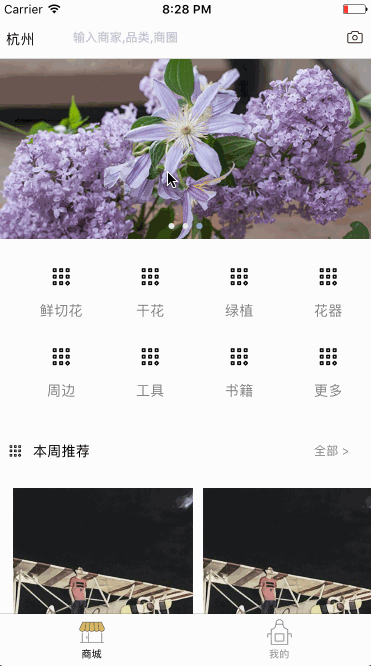 Carrier 8:28 PM
杭州 输入商家,品类,商圈
鲜切花 干花 绿植 花器
周边 工具 书籍 更多
本周推荐 全部 >
商城 我的